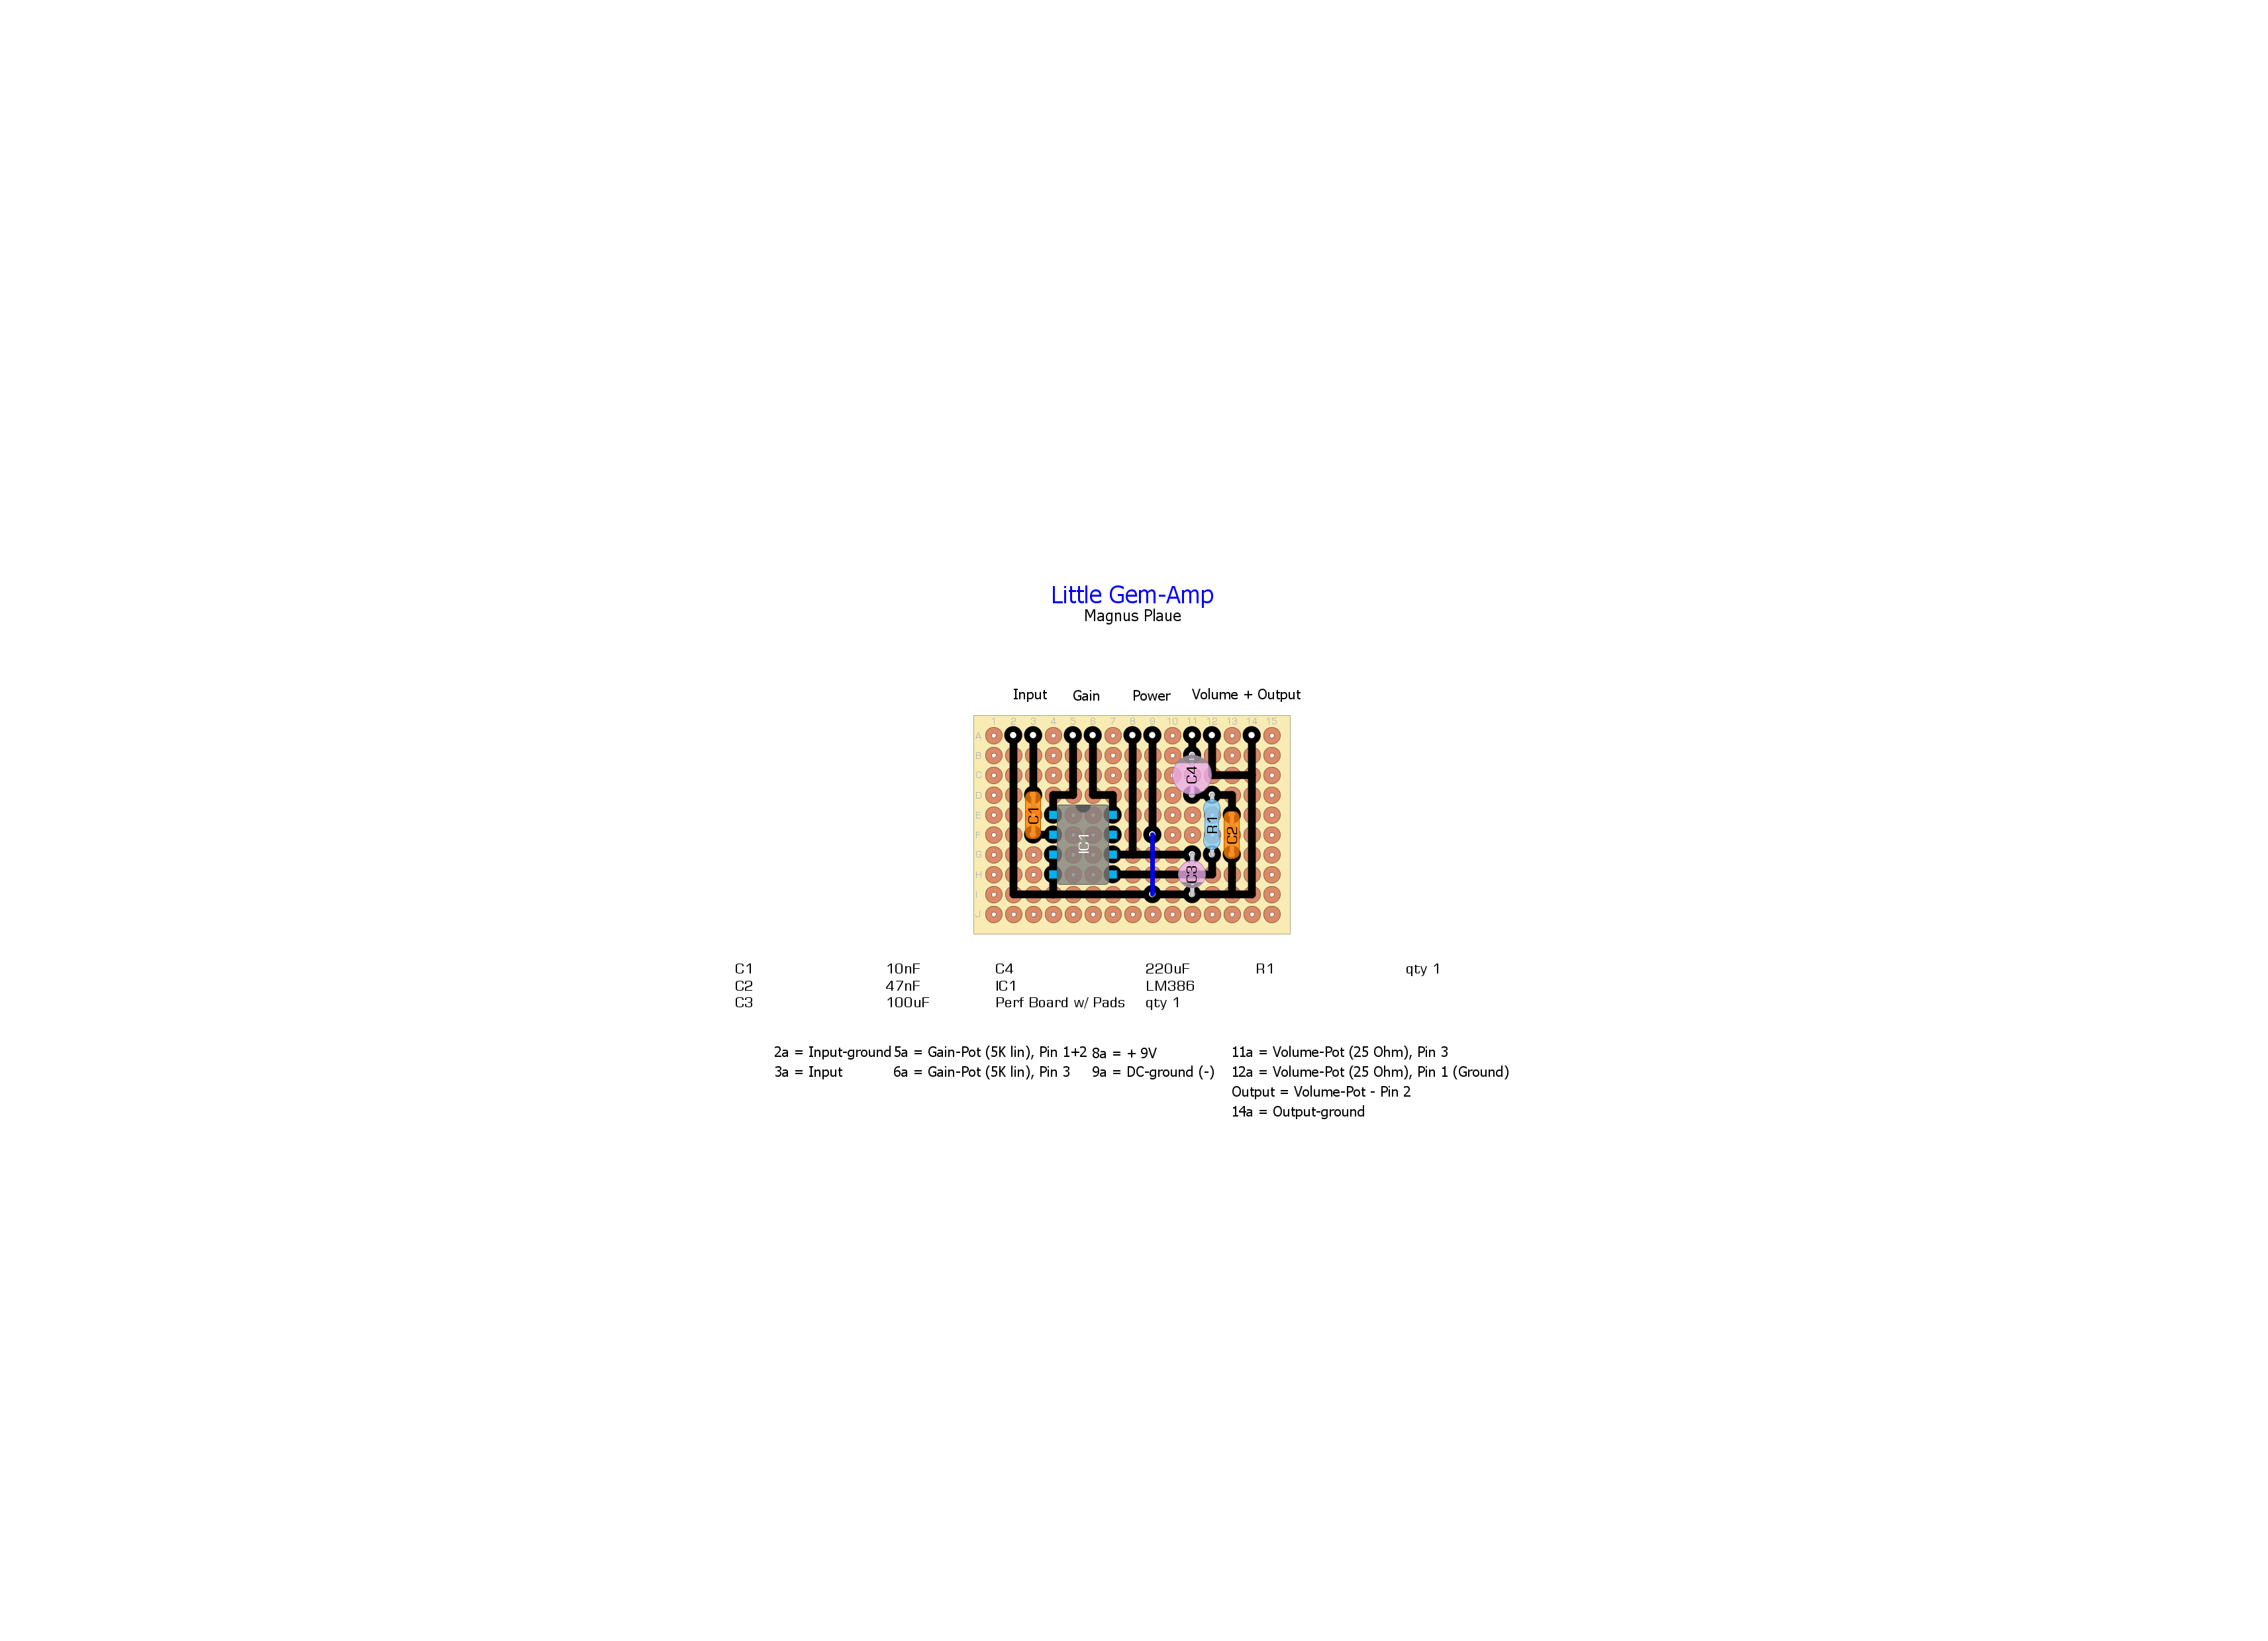 Little Gem-Amp
Magnus Plaue
Input Gain Power Volume + Output
1 2 3 4 5 6 7 8 9 10 11 12 13 14 15
A
B
C
D
E
F
G
H
I
J
C1
C4
R1
C2
IC1
C3
C1 10nF C4 220uF R1 qty 1
C2 47nF IC1 LM386
C3 100uF Perf Board w/ Pads qty 1
2a = Input-ground 5a = Gain-Pot (5K lin), Pin 1+2 8a = + 9V 11a = Volume-Pot (25 Ohm), Pin 3
3a = Input 6a = Gain-Pot (5K lin), Pin 3 9a = DC-ground (-) 12a = Volume-Pot (25 Ohm), Pin 1 (Ground)
Output = Volume-Pot - Pin 2
14a = Output-ground